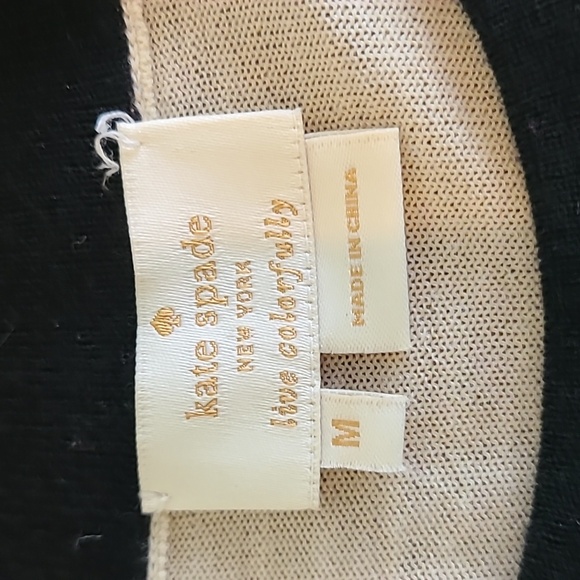 kate spade
NEW YORK
live colorfully
MADE IN CHINA
M